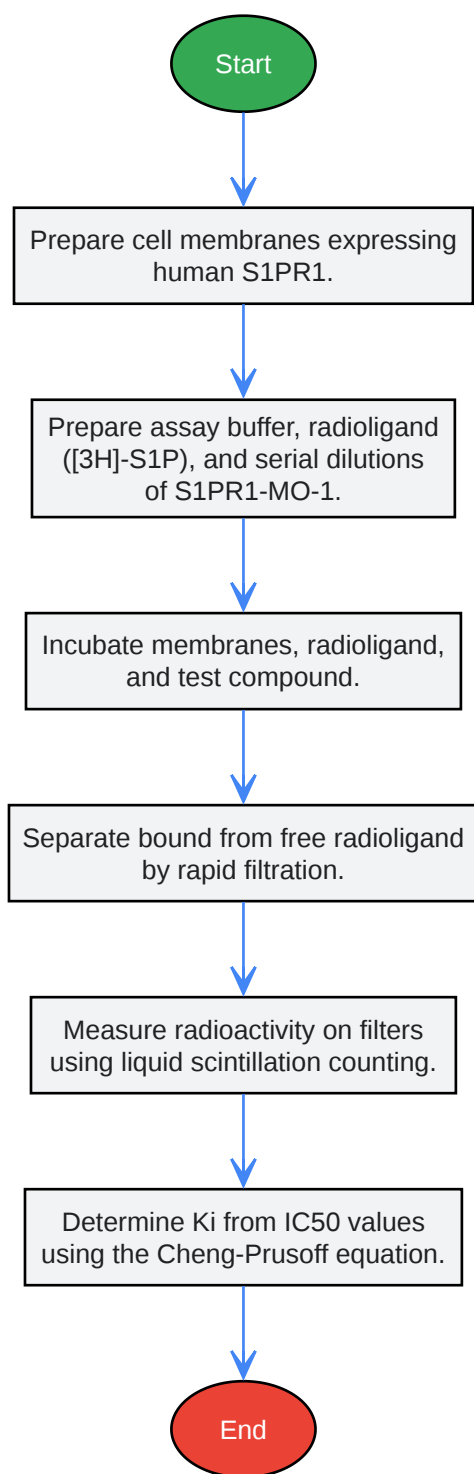 Start
Prepare cell membranes expressing
human S1PR1.
Prepare assay buffer, radioligand
([3H]-S1P), and serial dilutions
of S1PR1-MO-1.
Incubate membranes, radioligand,
and test compound.
Separate bound from free radioligand
by rapid filtration.
Measure radioactivity on filters
using liquid scintillation counting.
Determine Ki from IC50 values
using the Cheng-Prusoff equation.
End